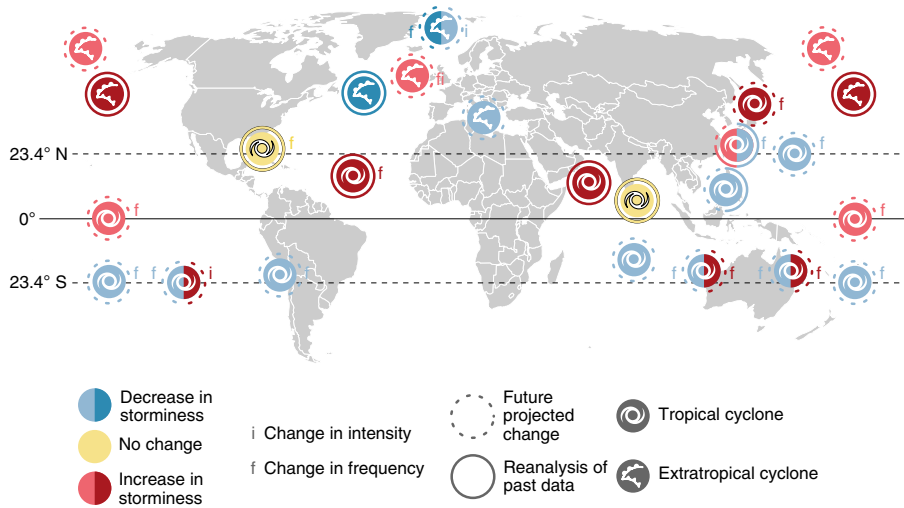 f i
fi
f
23.4° N
f
f
f
f
0°
f
f
f
f
23.4° S
f
f
i
f
f
f
f
f
f
f
Decrease in
storminess
No change
Increase in
storminess
i Change in intensity
f Change in frequency
Future
projected
change
Reanalysis of
past data
Tropical cyclone
Extratropical cyclone